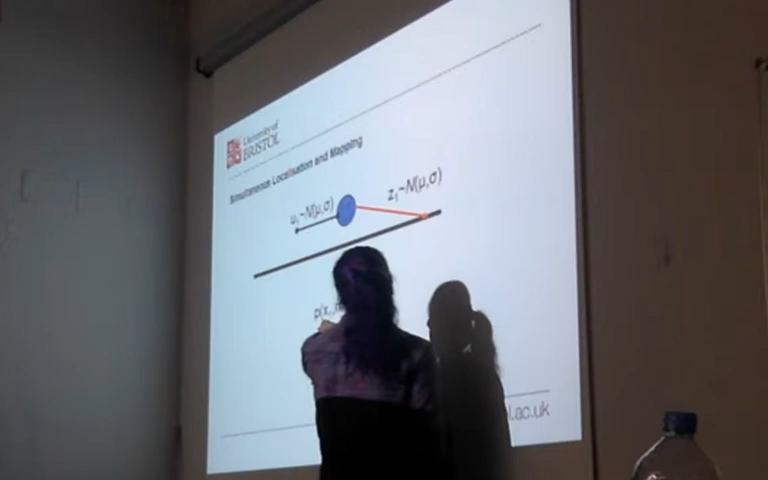 University of
BRISTOL
Simultaneous Localisation and Mapping
u₁~N(μ,σ)
z₁~N(μ,σ)
l.ac.uk